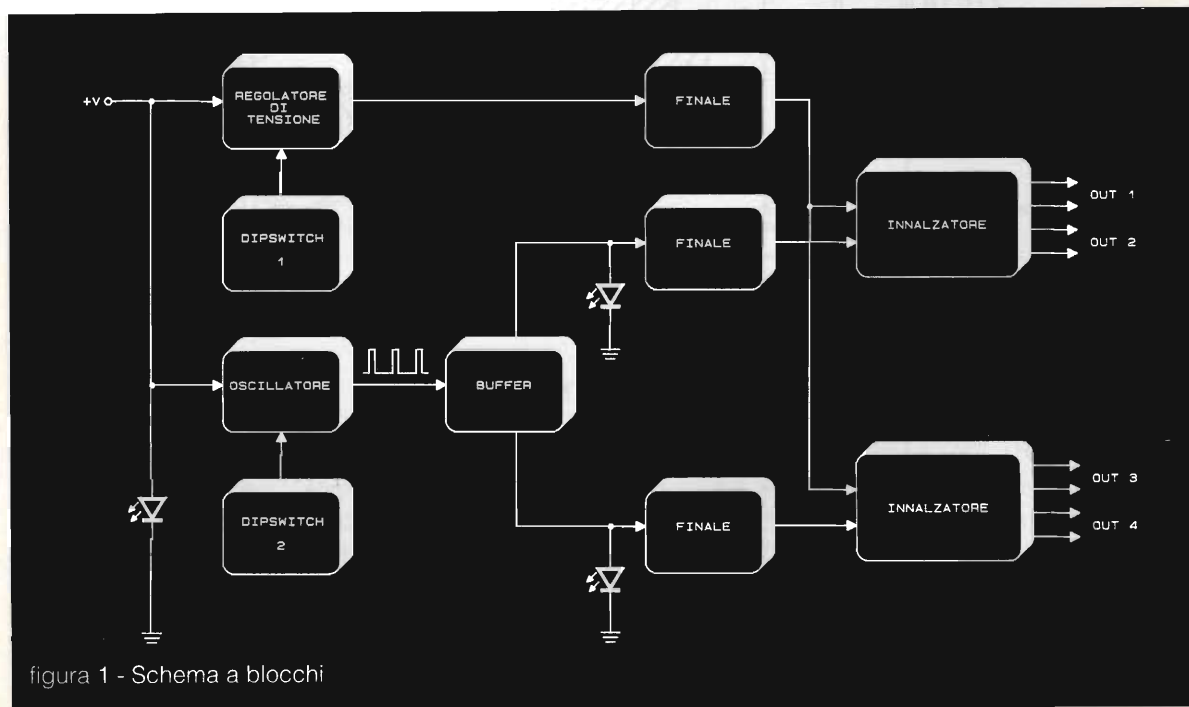 +V
REGOLATORE
DI
TENSIONE
FINALE
DIPSWITCH
1
FINALE
INNALZATORE
OUT 1
OUT 2
OSCILLATORE
BUFFER
DIPSWITCH
2
FINALE
INNALZATORE
OUT 3
OUT 4
figura 1 - Schema a blocchi